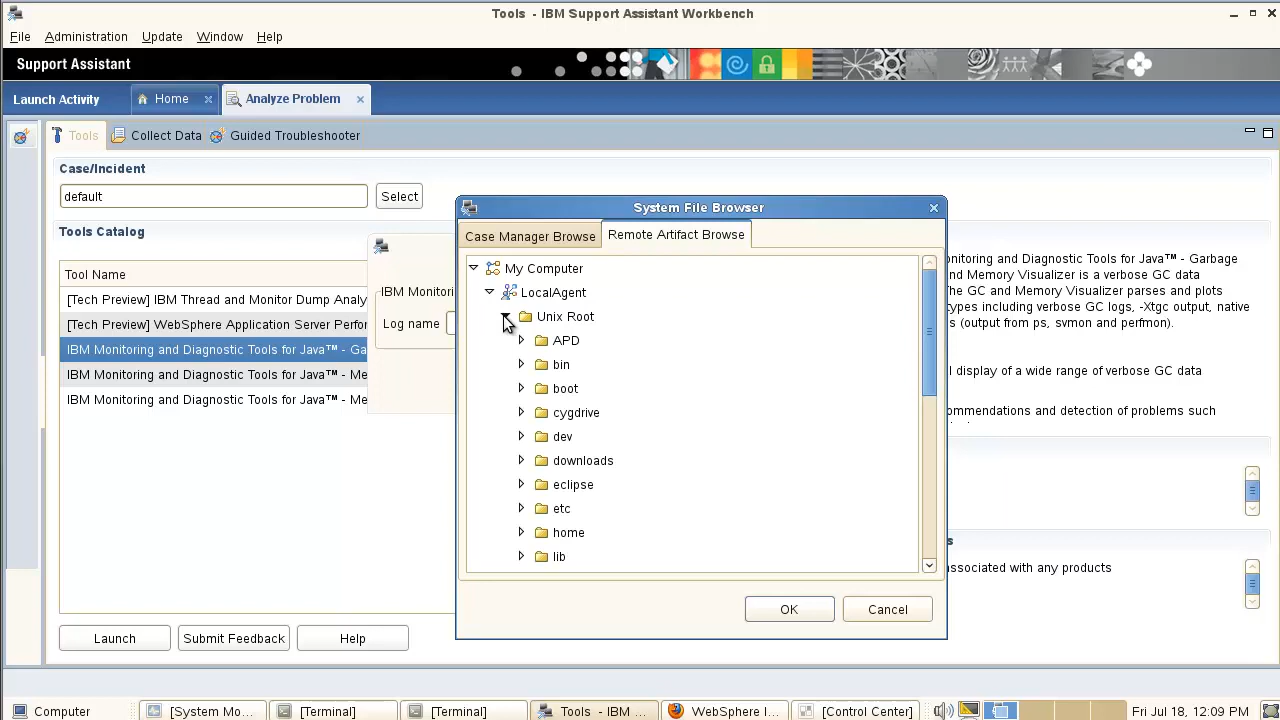 Tools - IBM Support Assistant Workbench
File Administration Update Window Help
Support Assistant
Launch Activity Home Analyze Problem
Tools Collect Data Guided Troubleshooter
Case/Incident
default Select
Tools Catalog
Tool Name
[Tech Preview] IBM Thread and Monitor Dump Analy
[Tech Preview] WebSphere Application Server Perfor
IBM Monitoring and Diagnostic Tools for Java™ - Ga
IBM Monitoring and Diagnostic Tools for Java™ - Me
IBM Monitoring and Diagnostic Tools for Java™ - Me
Launch Submit Feedback Help
IBM Monitori
Log name
System File Browser
Case Manager Browse Remote Artifact Browse
My Computer
LocalAgent
Unix Root
APD
bin
boot
cygdrive
dev
downloads
eclipse
etc
home
lib
OK Cancel
nitoring and Diagnostic Tools for Java™ - Garbage
and Memory Visualizer is a verbose GC data
he GC and Memory Visualizer parses and plots
types including verbose GC logs, -Xtgc output, native
s (output from ps, svmon and perfmon).
l display of a wide range of verbose GC data
mmendations and detection of problems such
s
associated with any products
Computer [System Mo... [Terminal] [Terminal] Tools - IBM ... WebSphere I... [Control Center] Fri Jul 18, 12:09 PM